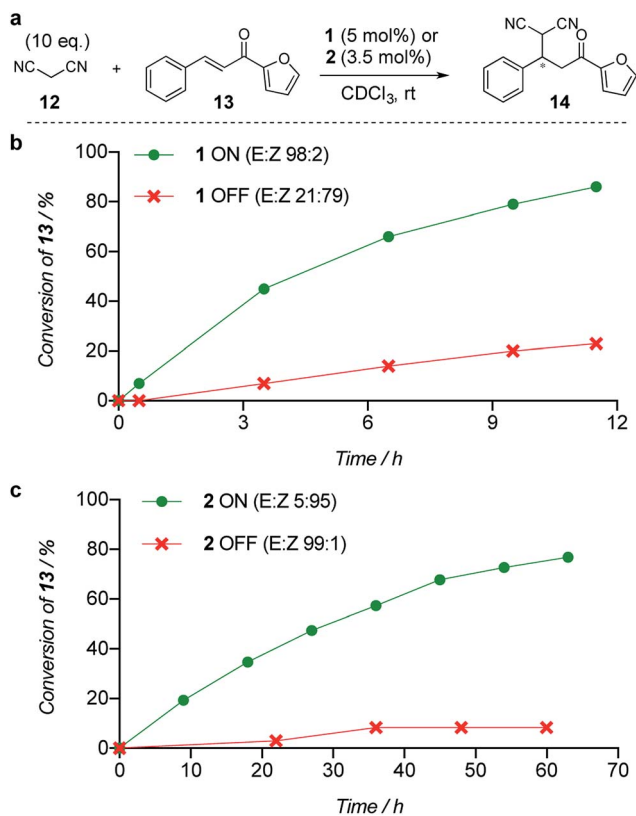 a
(10 eq.)
NC CN
12
+
O
O
13
1 (5 mol%) or
2 (3.5 mol%)
CDCl3, rt
NC CN
O
*
O
14
b
1 ON (E:Z 98:2)
1 OFF (E:Z 21:79)
Conversion of 13 / %
100
80
60
40
20
0
0 3 6 9 12
Time / h
c
2 ON (E:Z 5:95)
2 OFF (E:Z 99:1)
Conversion of 13 / %
100
80
60
40
20
0
0 10 20 30 40 50 60 70
Time / h